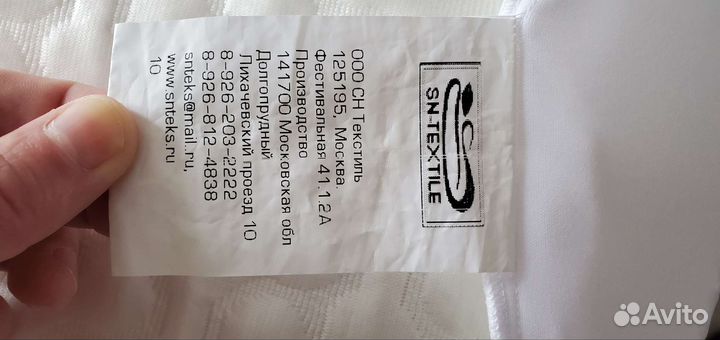 SN-TEXTILE
ООО СН Текстиль
125195, Москва.
Фестивальная 41.1.2А
Производство
141700 Московская обл
Долгопрудный
Лихачевский проезд 10
8-926-203-2222
8-926-812-4838
snteks@mail.ru,
www.snteks.ru
10
Avito